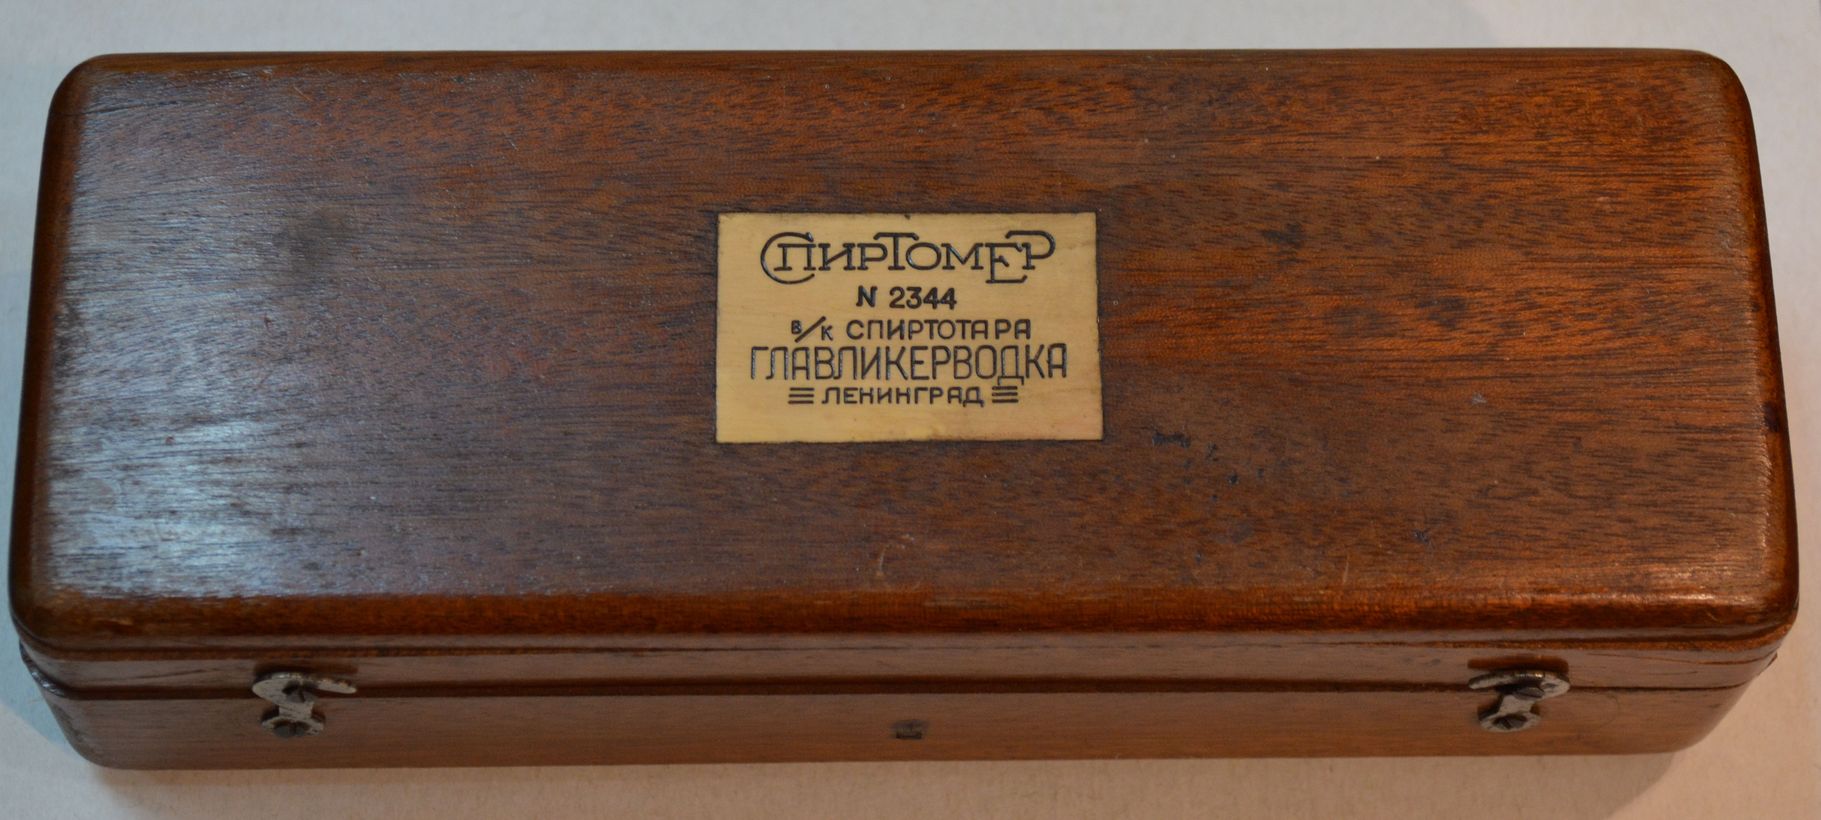 СПИРТОМЕР
N 2344
В/К СПИРТОТАРА
ГЛАВЛИКЕРВОДКА
ЛЕНИНГРАД